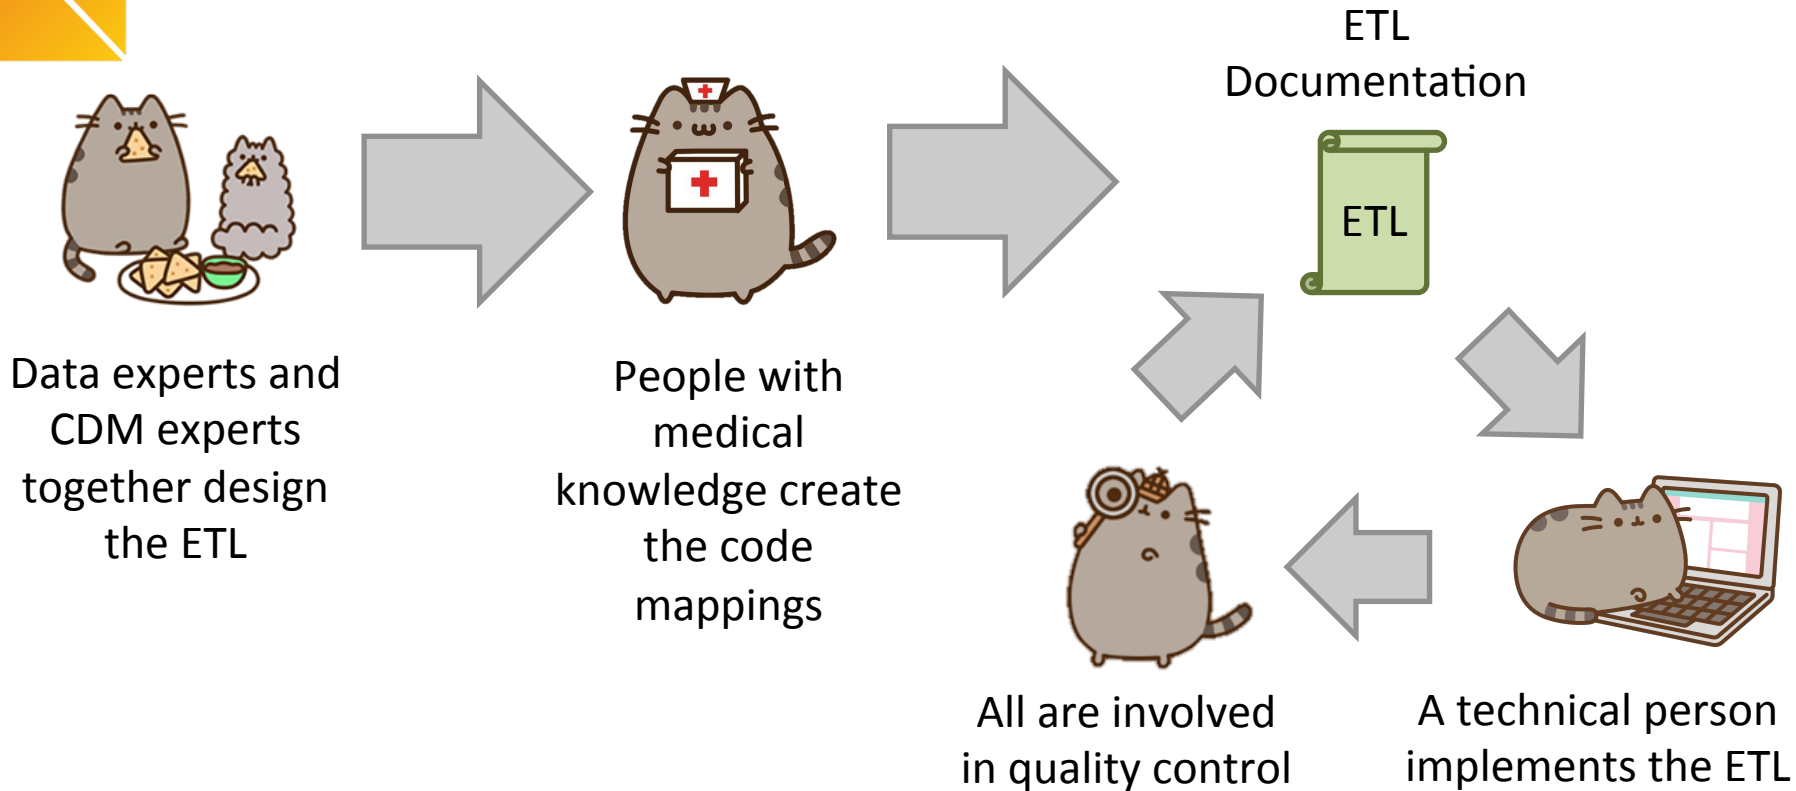 Data experts and
CDM experts
together design
the ETL
People with
medical
knowledge create
the code
mappings
ETL
Documentation
ETL
A technical person
implements the ETL
All are involved
in quality control